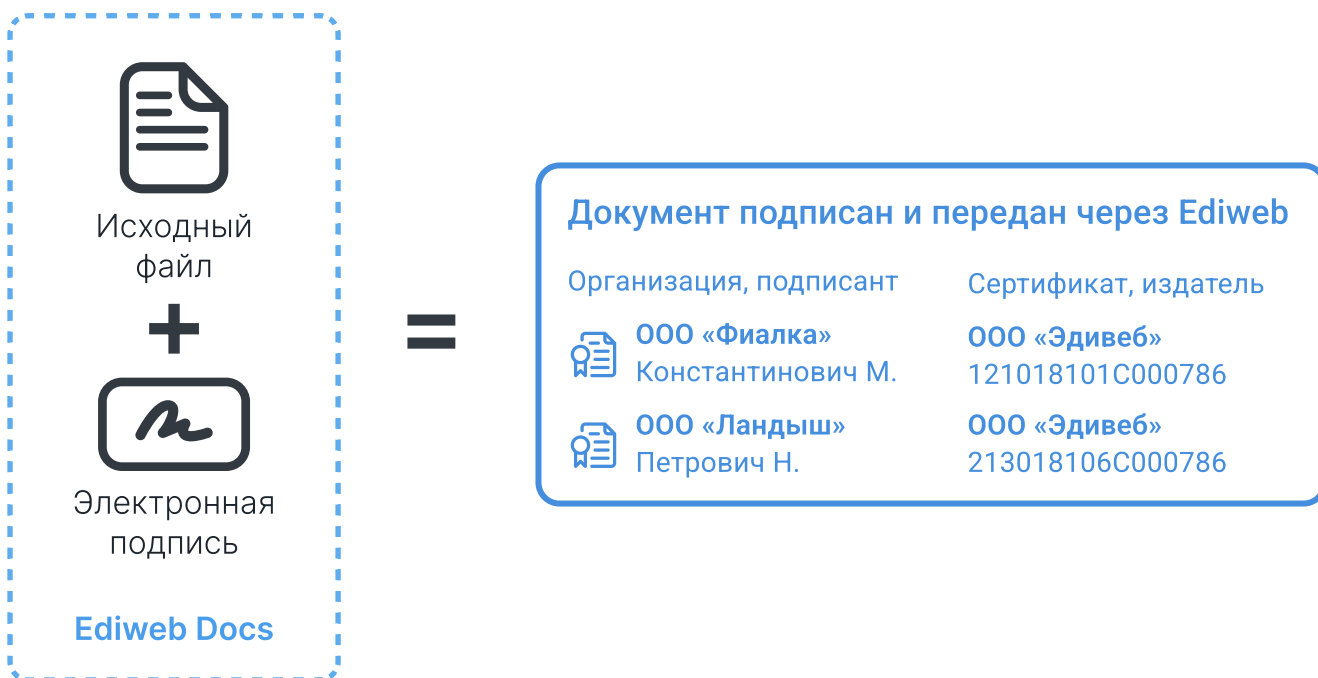 Исходный
файл
+
Электронная
подпись
Ediweb Docs
=
Документ подписан и передан через Ediweb
Организация, подписант
Сертификат, издатель
ООО «Фиалка»
Константинович М.
ООО «Эдивеб»
121018101C000786
ООО «Ландыш»
Петрович Н.
ООО «Эдивеб»
213018106C000786